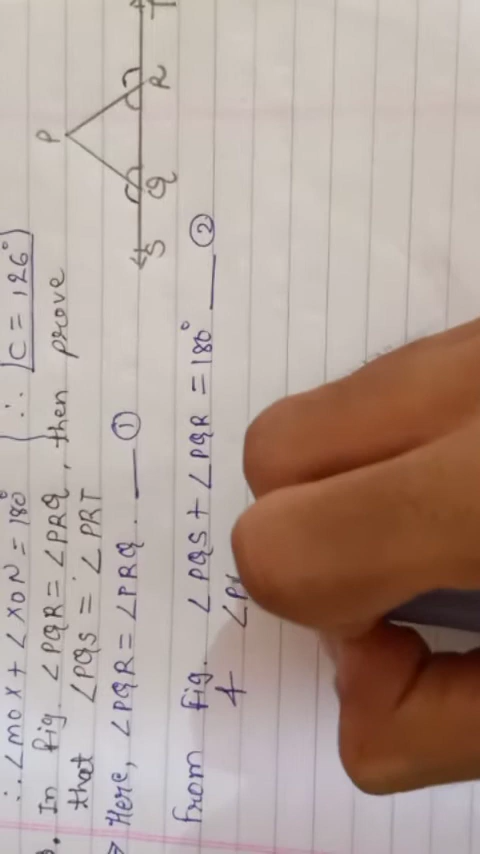 ∴ ∠MOX + ∠XON = 180° } ∴ C = 126°
In fig. ∠PQR = ∠PRQ, then prove
that ∠PQS = ∠PRT
P
S Q R T
Here, ∠PQR = ∠PRQ. — ①
From fig. ∠PQS + ∠PQR = 180° — ②